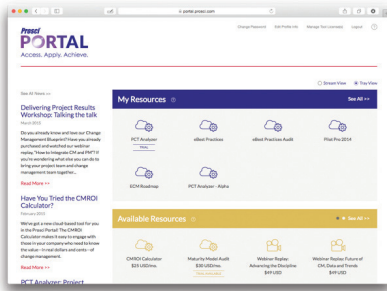 portal.prosci.com
Change Password Edit Profile Info Manage Tool License(s) Logout
Prosci
PORTAL
Access. Apply. Achieve.
Stream View Tray View
See All News >>
Delivering Project Results
Workshop: Talking the talk
March 2015
Do you already know and love our Change
Management Blueprint? Have you already
purchased and watched our webinar
replay, "How to Integrate CM and PM"? If
you're wondering what else you can do to
bring your project team and change
management team together...
Read More >>
Have You Tried the CMROI
Calculator?
February 2015
We've got a new cloud-based tool for you
in the Prosci Portal! The CMROI
Calculator makes it easy to engage with
those in your company who need to know
the value - in real dollars and cents - of
change management.
Read More >>
PCT Analyzer: Project
My Resources
See All >>
PCT Analyzer
TRIAL
eBest Practices
eBest Practices Audit
Pilot Pro 2014
ECM Roadmap
PCT Analyzer - Alpha
Available Resources
See All >>
CMROI Calculator
$25 USD/mo.
Maturity Model Audit
$30 USD/mo.
TRIAL AVAILABLE
Webinar Replay:
Advancing the Discipline
$49 USD
Webinar Replay: Future of
CM, Data and Trends
$49 USD